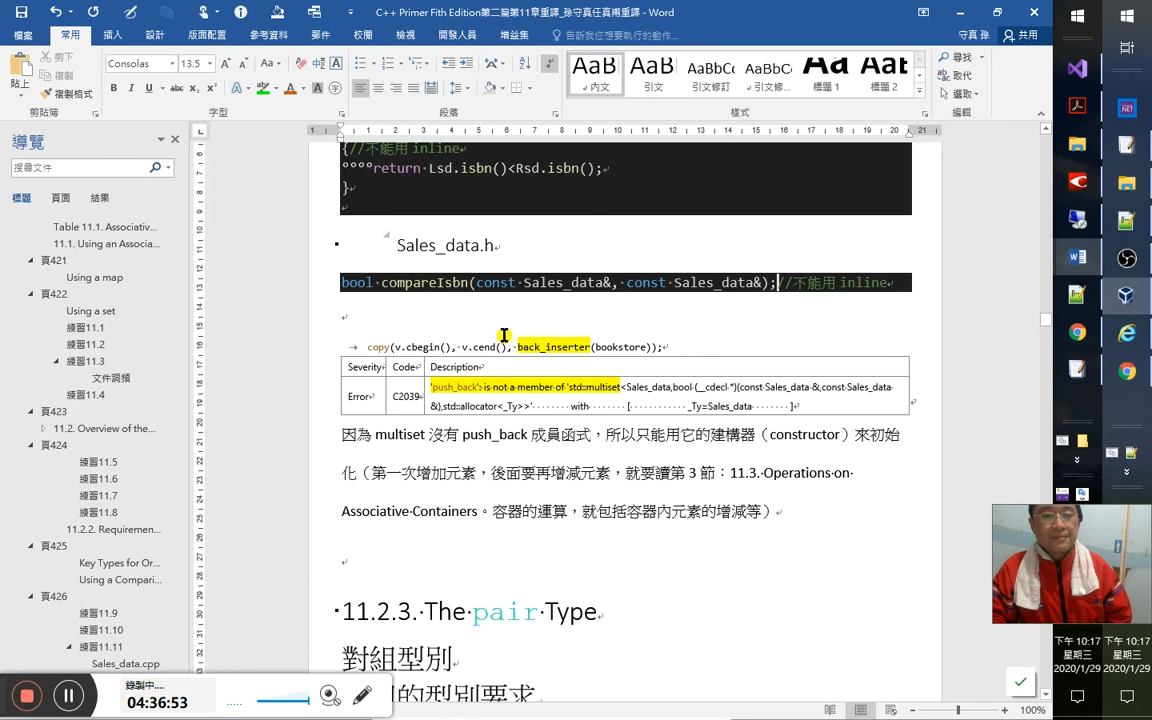 C++ Primer Fith Edition第二篇第11章重譯_孫守真任真甫重譯 - Word
檔案
常用
插入
設計
版面配置
參考資料
郵件
校閱
檢視
開發人員
增益集
告訴我您想要執行的動作...
守真 孫
共用
貼上
剪下
複製
複製格式
剪貼簿
Consolas
13.5
字型
段落
AaB
內文
AaB
引文
AaBbC
引文修訂
AaBbCc
引文修...
AaB
標題 1
AaB
標題 2
樣式
尋找
取代
選取
編輯
導覽
搜尋文件
標題
頁面
結果
Table 11.1. Associativ...
11.1. Using an Associa...
頁421
Using a map
頁422
Using a set
練習11.1
練習11.2
練習11.3
文件詞頻
練習11.4
頁423
11.2. Overview of the...
頁424
練習11.5
練習11.6
練習11.7
練習11.8
11.2.2. Requiremen...
頁425
Key Types for Or...
Using a Compari...
頁426
練習11.9
練習11.10
練習11.11
Sales_data.cpp
{//不能用 inline
return Lsd.isbn()<Rsd.isbn();
}
Sales_data.h
bool compareIsbn(const Sales_data&, const Sales_data&);//不能用 inline
copy(v.cbegin(), v.cend(), back_inserter(bookstore));
Severity Code Description
Error C2039 'push_back': is not a member of 'std::multiset<Sales_data,bool (__cdecl *)(const Sales_data &,const Sales_data
&),std::allocator<_Ty>>' with [ _Ty=Sales_data ]
因為 multiset 沒有 push_back 成員函式，所以只能用它的建構器（constructor）來初始
化（第一次增加元素，後面要再增減元素，就要讀第 3 節：11.3. Operations on
Associative Containers。容器的運算，就包括容器內元素的增減等）
11.2.3. The pair Type
對組型別
的型別要求
錄製中...
04:36:53
100%
下午 10:17
星期三
2020/1/29
下午 10:17
星期三
2020/1/29